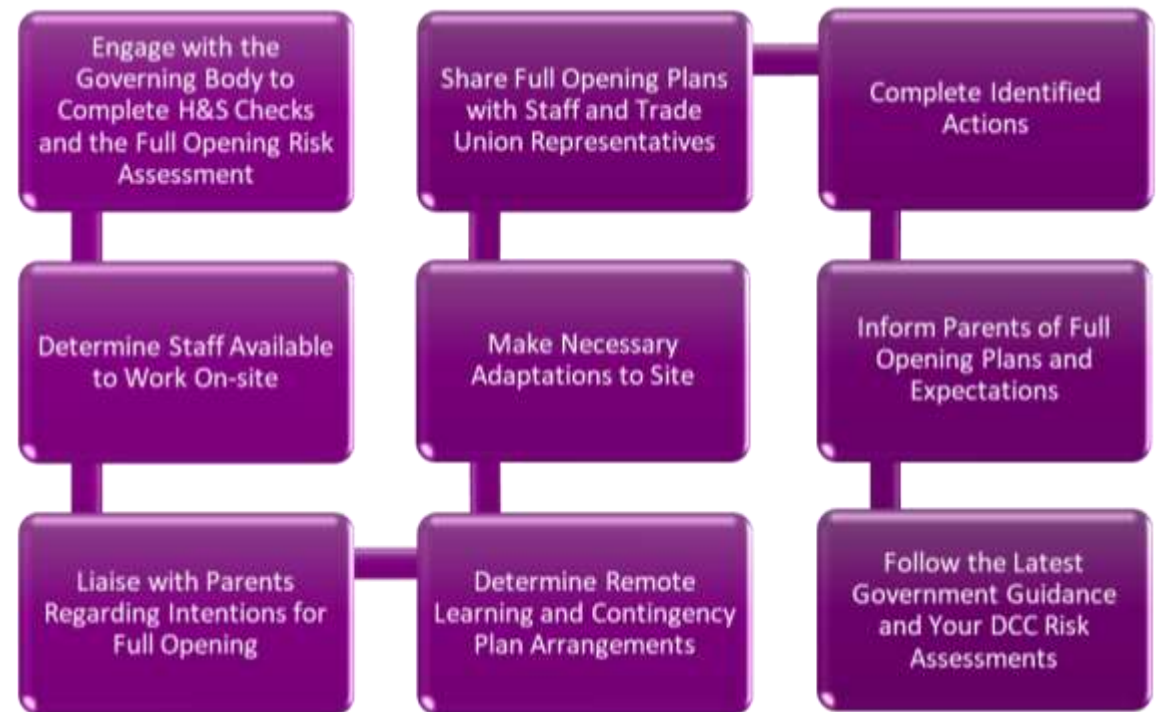 Engage with the
Governing Body to
Complete H&S Checks
and the Full Opening Risk
Assessment
Determine Staff Available
to Work On-site
Liaise with Parents
Regarding Intentions for
Full Opening
Determine Remote
Learning and Contingency
Plan Arrangements
Make Necessary
Adaptations to Site
Share Full Opening Plans
with Staff and Trade
Union Representatives
Complete Identified
Actions
Inform Parents of Full
Opening Plans and
Expectations
Follow the Latest
Government Guidance
and Your DCC Risk
Assessments